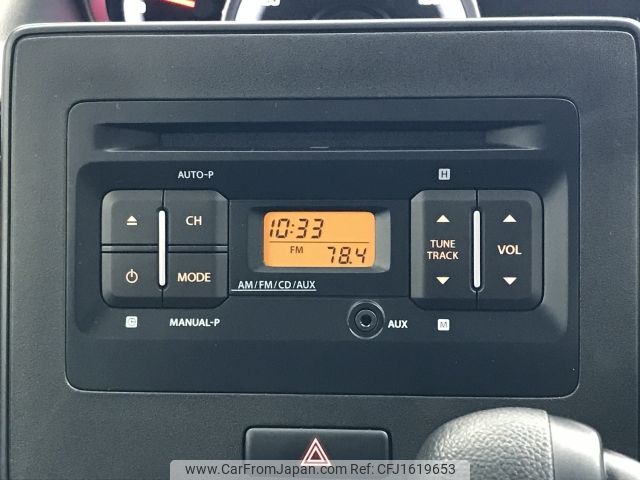 AUTO-P
H
CH
10:33
FM
78.4
TUNE
TRACK
VOL
MODE
AM/FM/CD/AUX
C
MANUAL-P
AUX
M
www.CarFromJapan.com - CFJ1619653